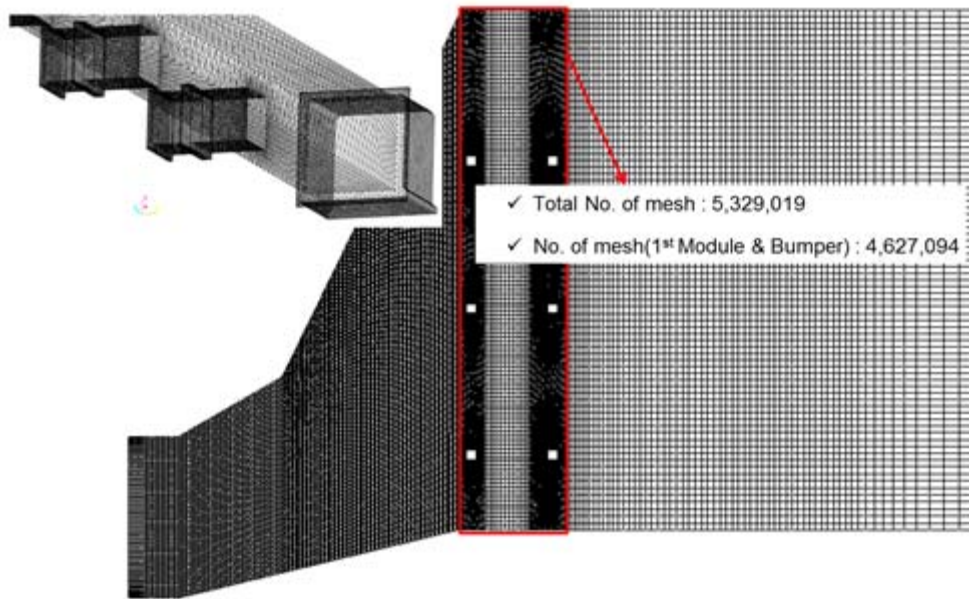 ✓ Total No. of mesh : 5,329,019
✓ No. of mesh(1st Module & Bumper) : 4,627,094